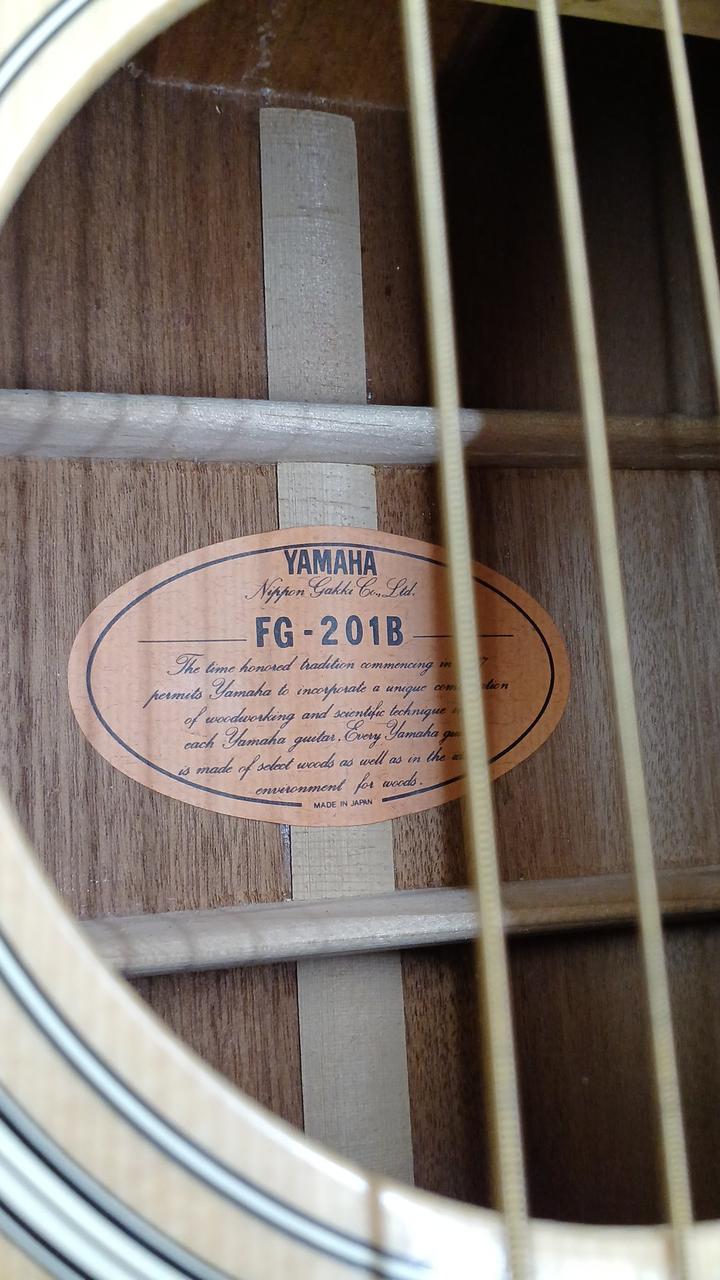 YAMAHA
Nippon Gakki Co., Ltd.
FG-201B
The time honored tradition commencing in
permits Yamaha to incorporate a unique
of woodworking and scientific technique
each Yamaha guitar. Every Yamaha
is made of select woods as well as in the
environment for woods.
MADE IN JAPAN